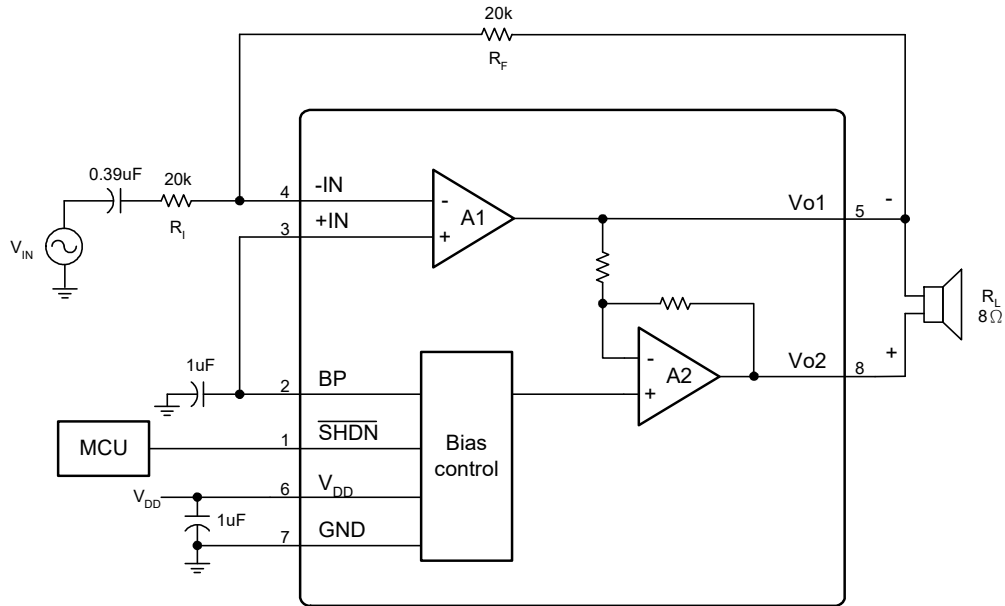 20k
R_F
0.39uF
20k
4
-IN
-
A1
Vo1
5
-
R_I
3
+IN
+
V_IN
R_L
8Ω
1uF
2
BP
-
A2
Vo2
8
+
+
MCU
1
SHDN
Bias
control
V_DD
6
V_DD
1uF
7
GND